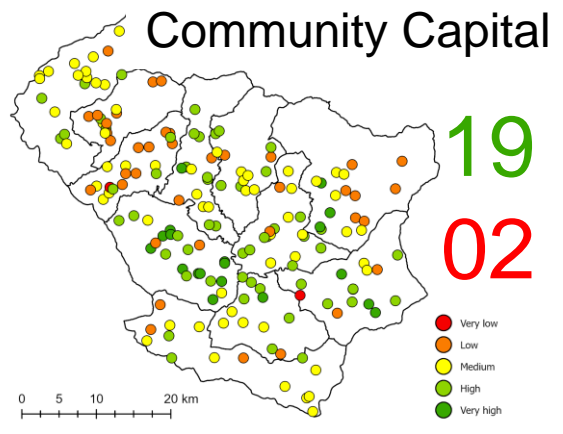 Community Capital
19
02
Very low
Low
Medium
High
Very high
0 5 10 20 km